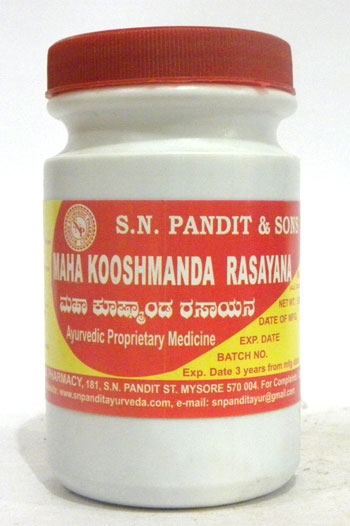 S.N. PANDIT & SONS
MAHA KOOSHMANDA RASAYANA
ಮಹಾ ಕೂಷ್ಮಾಂಡ ರಸಾಯನ
Ayurvedic Proprietary Medicine
NET
DATE OF MFG.
EXP. DATE
BATCH NO.
Exp. Date 3 years from mfg
PHARMACY, 181, S.N. PANDIT ST. MYSORE 570 004. For Complaints
www.snpanditayurveda.com, e-mail: snpanditayur@gmail.com